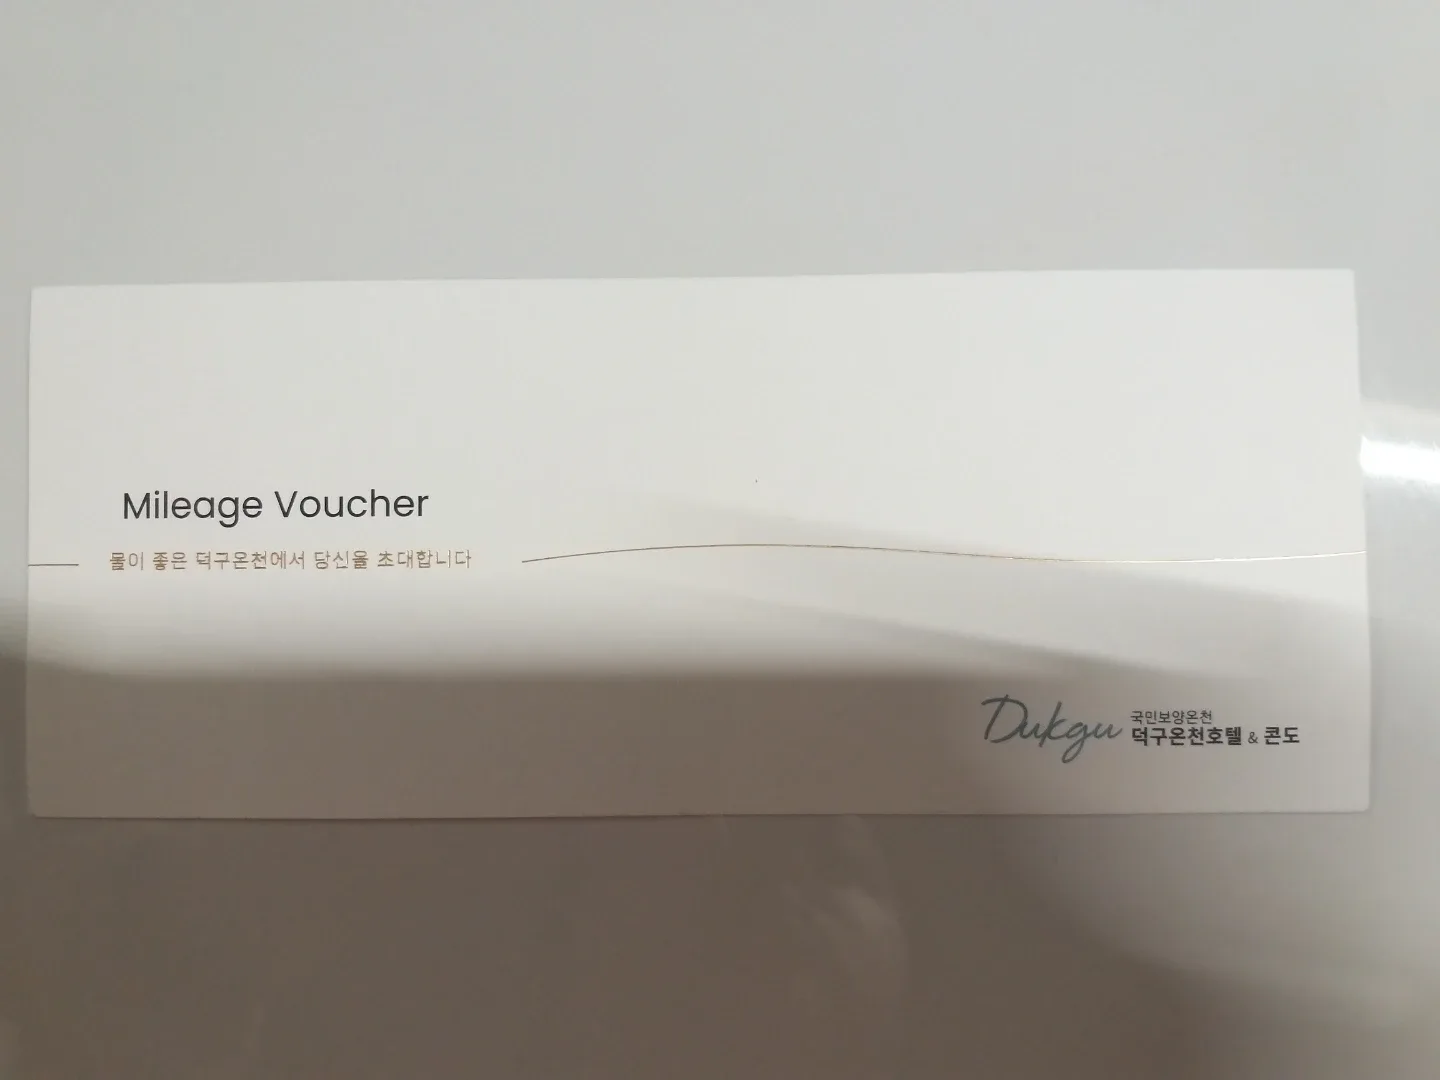 Mileage Voucher
물이 좋은 덕구온천에서 당신을 초대합니다
Dukgu
국민보양온천
덕구온천호텔 & 콘도